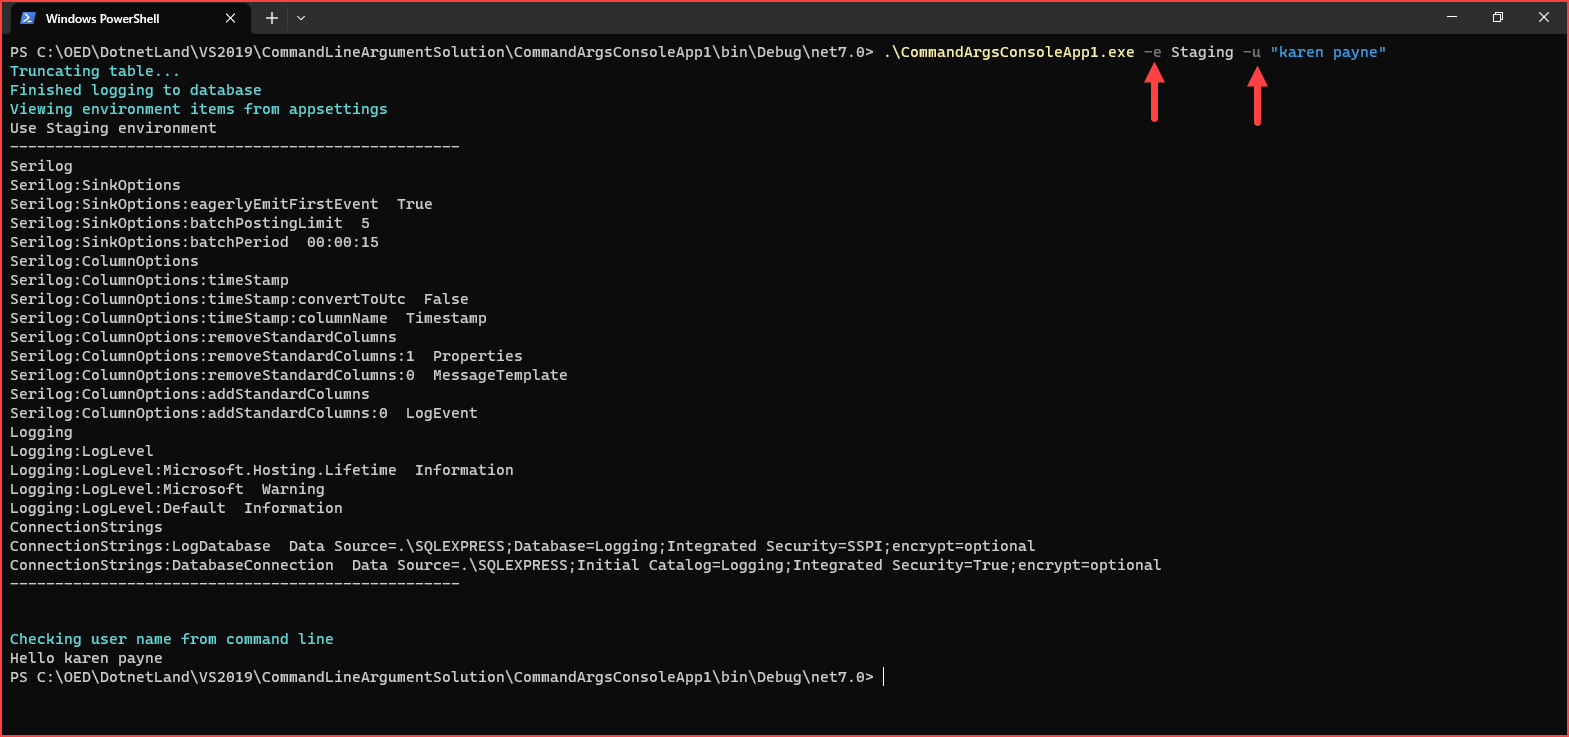 Windows PowerShell
PS C:\OED\DotnetLand\VS2019\CommandLineArgumentSolution\CommandArgsConsoleApp1\bin\Debug\net7.0> .\CommandArgsConsoleApp1.exe -e Staging -u "karen payne"
Truncating table...
Finished logging to database
Viewing environment items from appsettings
Use Staging environment
--------------------------------------------------
Serilog
Serilog:SinkOptions
Serilog:SinkOptions:eagerlyEmitFirstEvent  True
Serilog:SinkOptions:batchPostingLimit  5
Serilog:SinkOptions:batchPeriod  00:00:15
Serilog:ColumnOptions
Serilog:ColumnOptions:timeStamp
Serilog:ColumnOptions:timeStamp:convertToUtc  False
Serilog:ColumnOptions:timeStamp:columnName  Timestamp
Serilog:ColumnOptions:removeStandardColumns
Serilog:ColumnOptions:removeStandardColumns:1  Properties
Serilog:ColumnOptions:removeStandardColumns:0  MessageTemplate
Serilog:ColumnOptions:addStandardColumns
Serilog:ColumnOptions:addStandardColumns:0  LogEvent
Logging
Logging:LogLevel
Logging:LogLevel:Microsoft.Hosting.Lifetime  Information
Logging:LogLevel:Microsoft  Warning
Logging:LogLevel:Default  Information
ConnectionStrings
ConnectionStrings:LogDatabase  Data Source=.\SQLEXPRESS;Database=Logging;Integrated Security=SSPI;encrypt=optional
ConnectionStrings:DatabaseConnection  Data Source=.\SQLEXPRESS;Initial Catalog=Logging;Integrated Security=True;encrypt=optional
--------------------------------------------------
Checking user name from command line
Hello karen payne
PS C:\OED\DotnetLand\VS2019\CommandLineArgumentSolution\CommandArgsConsoleApp1\bin\Debug\net7.0>